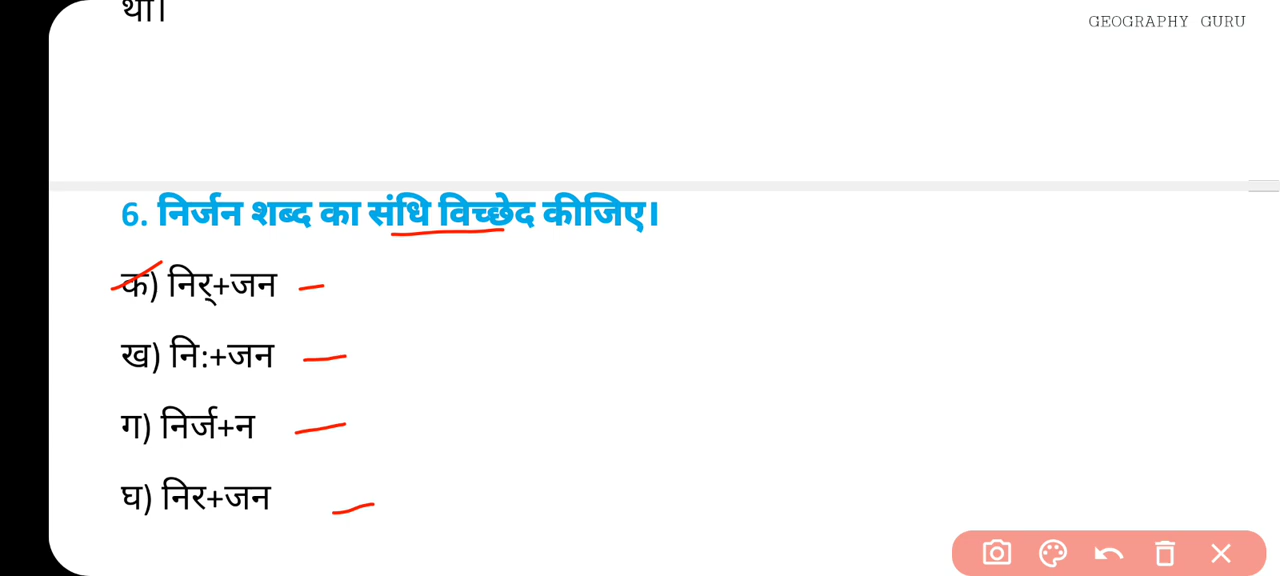 था।
GEOGRAPHY GURU
6. निर्जन शब्द का संधि विच्छेद कीजिए।
क) निर्+जन
ख) नि:+जन
ग) निर्ज+न
घ) निर+जन